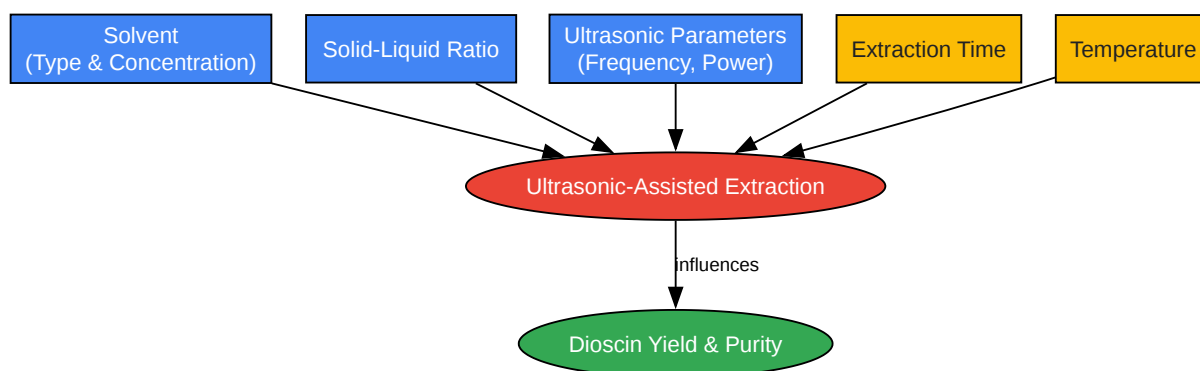 Solvent
(Type & Concentration)
Solid-Liquid Ratio
Ultrasonic Parameters
(Frequency, Power)
Extraction Time
Temperature
Ultrasonic-Assisted Extraction
influences
Dioscin Yield & Purity